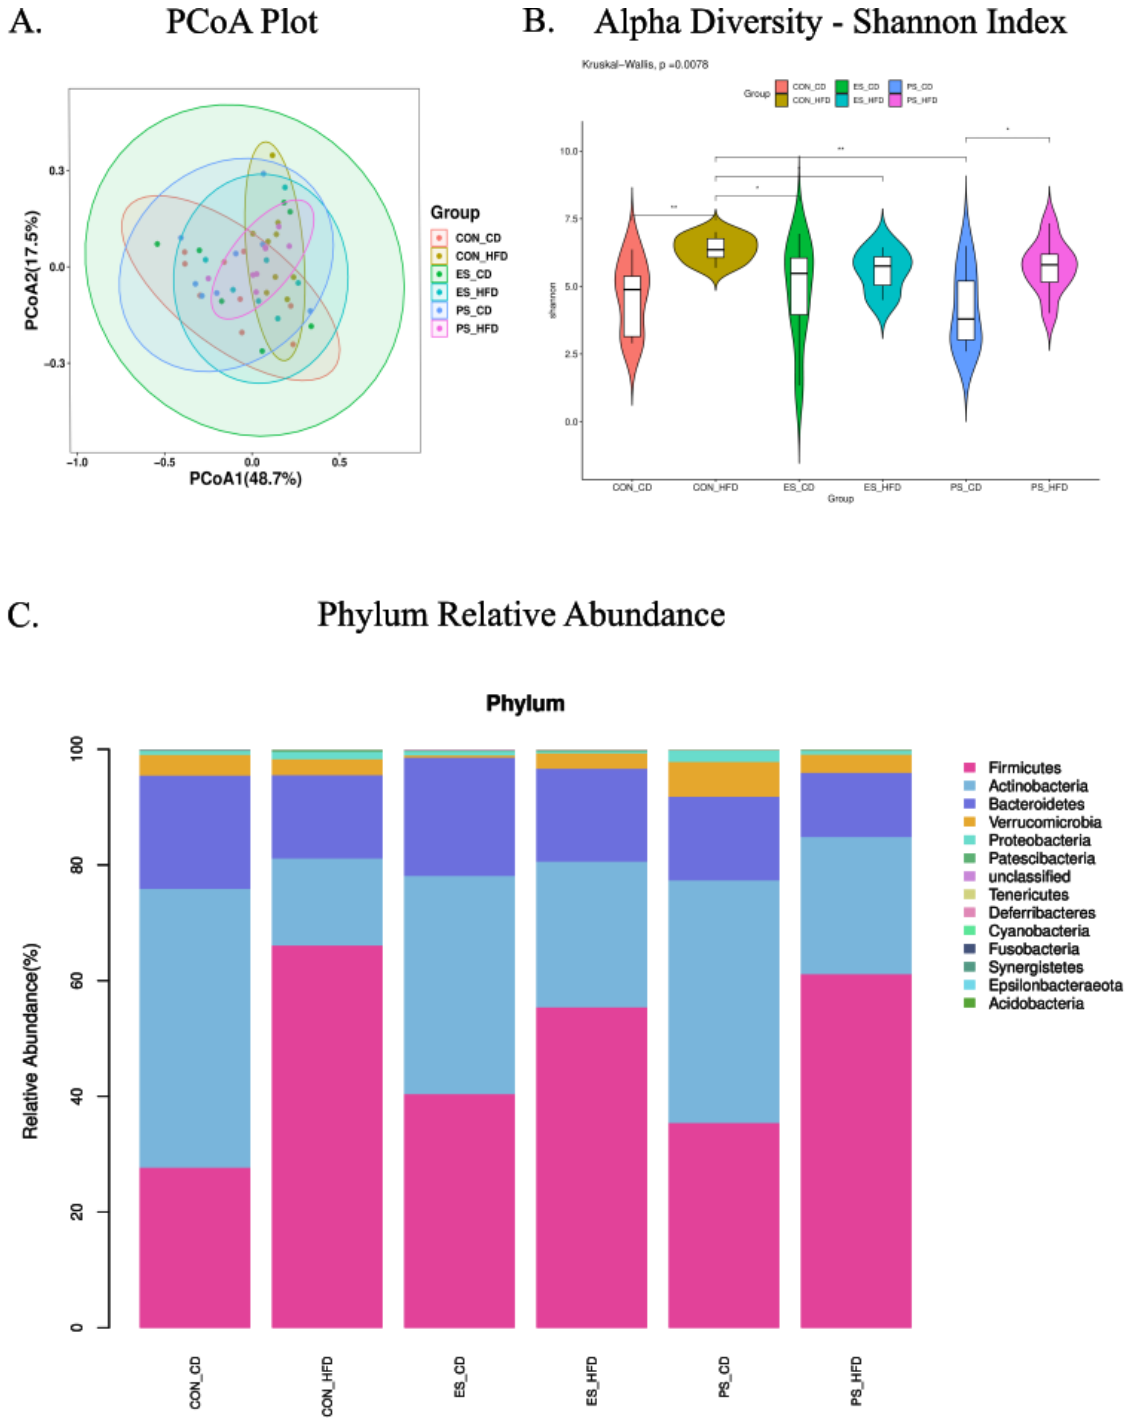 A.
PCoA Plot
0.3
0.0
−0.3
−1.0
−0.5
0.0
0.5
PCoA2(17.5%)
PCoA1(48.7%)
Group
CON_CD
CON_HFD
ES_CD
ES_HFD
PS_CD
PS_HFD
B.
Alpha Diversity - Shannon Index
Kruskal−Wallis, p =0.0078
Group
CON_CD
ES_CD
PS_CD
CON_HFD
ES_HFD
PS_HFD
10.0
7.5
5.0
2.5
0.0
shannon
**
*
**
*
CON_CD
CON_HFD
ES_CD
ES_HFD
PS_CD
PS_HFD
Group
C.
Phylum Relative Abundance
Phylum
100
80
60
40
20
0
Relative Abundance(%)
CON_CD
CON_HFD
ES_CD
ES_HFD
PS_CD
PS_HFD
Firmicutes
Actinobacteria
Bacteroidetes
Verrucomicrobia
Proteobacteria
Patescibacteria
unclassified
Tenericutes
Deferribacteres
Cyanobacteria
Fusobacteria
Synergistetes
Epsilonbacteraeota
Acidobacteria